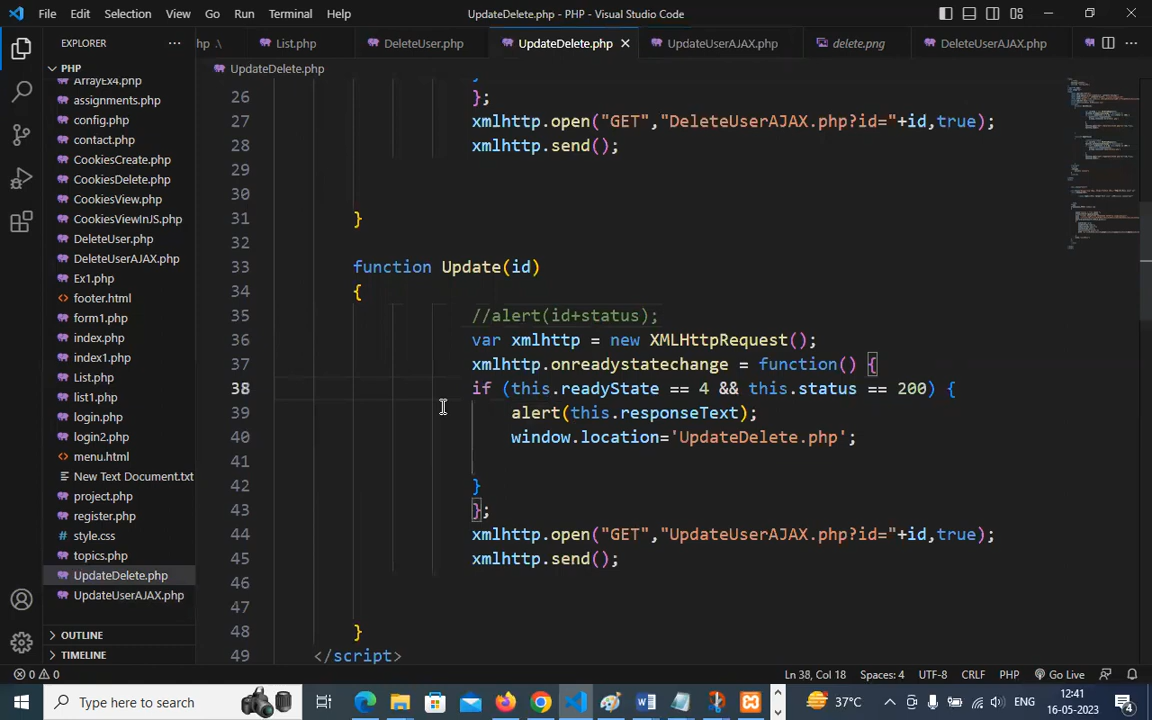 File Edit Selection View Go Run Terminal Help UpdateDelete.php - PHP - Visual Studio Code
EXPLORER
hp List.php DeleteUser.php UpdateDelete.php UpdateUserAJAX.php delete.png DeleteUserAJAX.php
PHP
UpdateDelete.php
ArrayEx4.php
assignments.php
config.php
contact.php
CookiesCreate.php
CookiesDelete.php
CookiesView.php
CookiesViewInJS.php
DeleteUser.php
DeleteUserAJAX.php
Ex1.php
footer.html
form1.php
index.php
index1.php
List.php
list1.php
login.php
login2.php
menu.html
New Text Document.txt
project.php
register.php
style.css
topics.php
UpdateDelete.php
UpdateUserAJAX.php
OUTLINE
TIMELINE
}
26 };
27 xmlhttp.open("GET","DeleteUserAJAX.php?id="+id,true);
28 xmlhttp.send();
29
30
31 }
32
33 function Update(id)
34 {
35 //alert(id+status);
36 var xmlhttp = new XMLHttpRequest();
37 xmlhttp.onreadystatechange = function() {
38 if (this.readyState == 4 && this.status == 200) {
39 alert(this.responseText);
40 window.location='UpdateDelete.php';
41
42 }
43 };
44 xmlhttp.open("GET","UpdateUserAJAX.php?id="+id,true);
45 xmlhttp.send();
46
47
48 }
49 </script>
0 0 Ln 38, Col 18 Spaces: 4 UTF-8 CRLF PHP Go Live
Type here to search 37°C ENG 12:41 16-05-2023 4